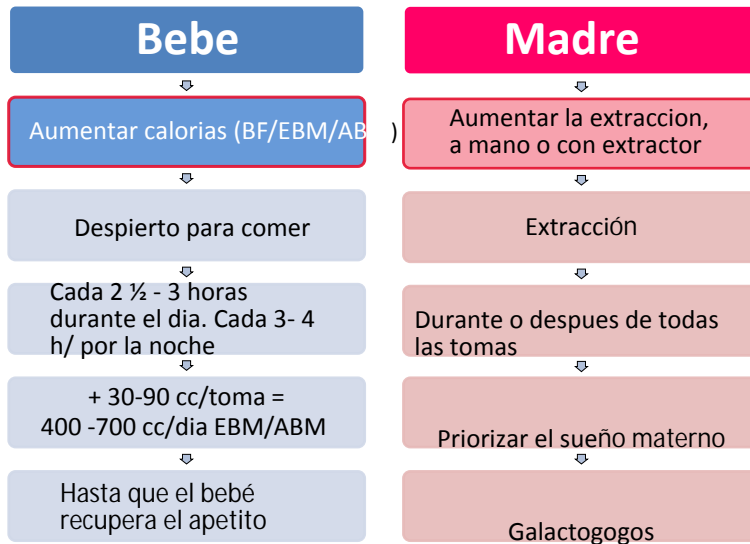 Bebe
Aumentar calorias (BF/EBM/AB )
Despierto para comer
Cada 2 ½ - 3 horas
durante el dia. Cada 3- 4
h/ por la noche
+ 30-90 cc/toma =
400 -700 cc/dia EBM/ABM
Hasta que el bebé
recupera el apetito
Madre
Aumentar la extraccion,
a mano o con extractor
Extracción
Durante o despues de todas
las tomas
Priorizar el sueño materno
Galactogogos